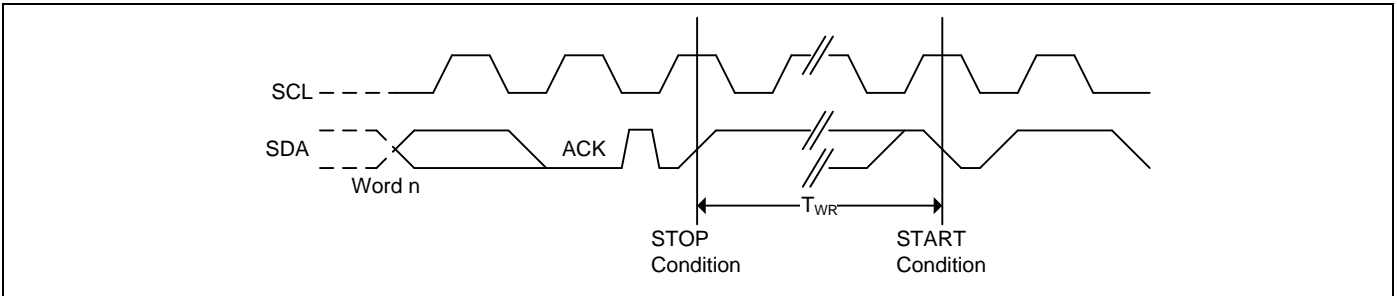 SCL
SDA
ACK
Word n
TWR
STOP
Condition
START
Condition